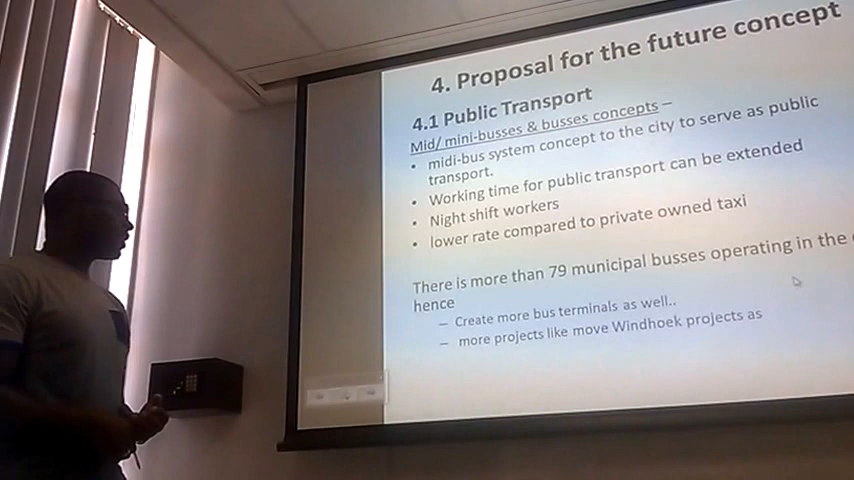 4. Proposal for the future concept
4.1 Public Transport
Mid/ mini-busses & busses concepts –
• midi-bus system concept to the city to serve as public
transport.
• Working time for public transport can be extended
• Night shift workers
• lower rate compared to private owned taxi
There is more than 79 municipal busses operating in the
hence
– Create more bus terminals as well..
– more projects like move Windhoek projects as